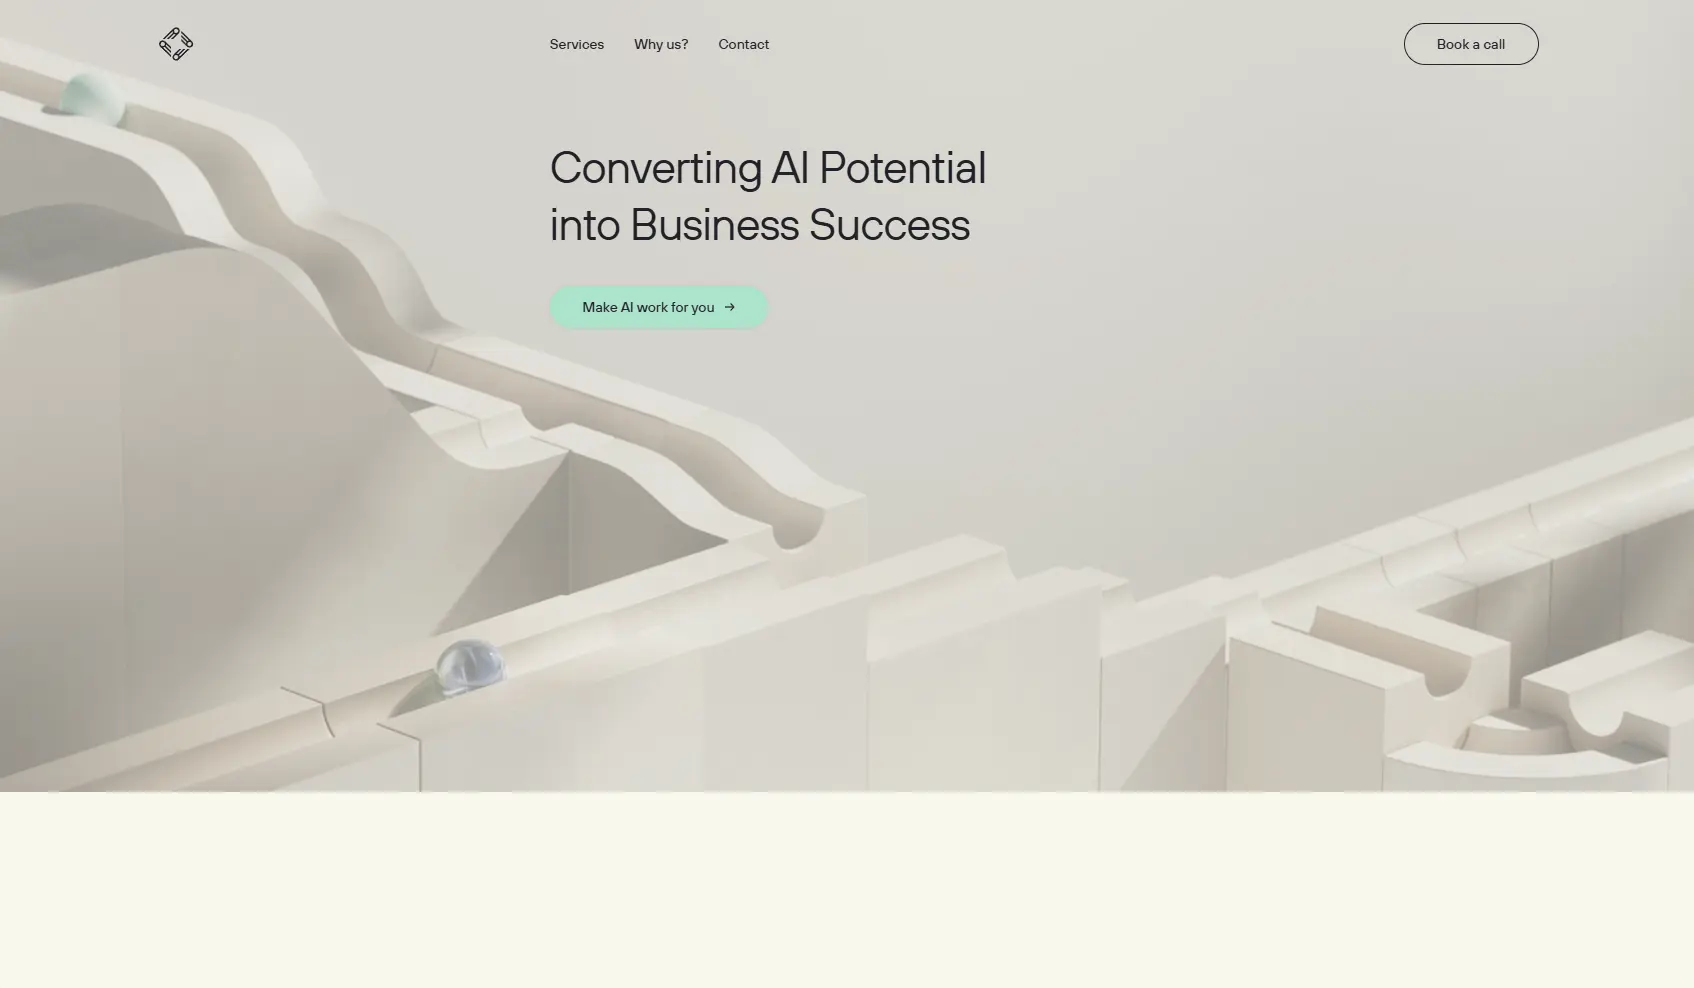 Services
Why us?
Contact
Book a call
Converting AI Potential
into Business Success
Make AI work for you →